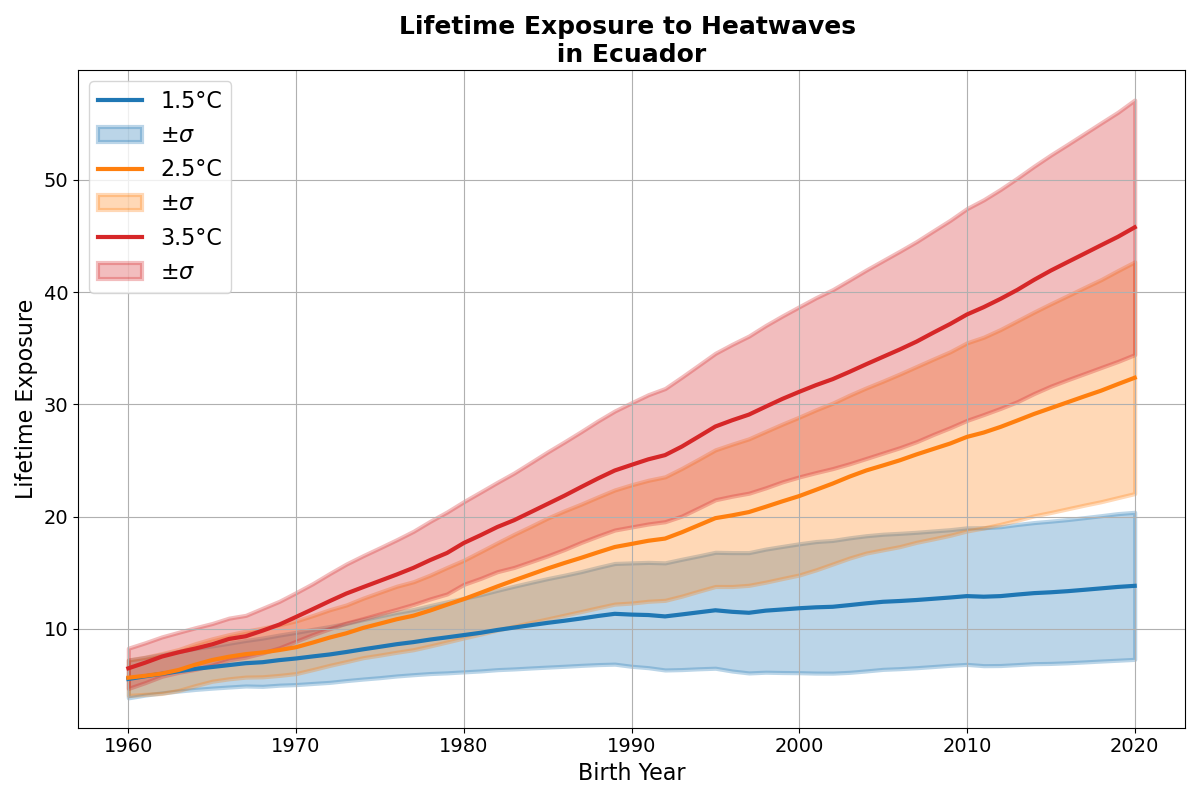 Lifetime Exposure to Heatwaves
in Ecuador
1.5°C
±σ
2.5°C
±σ
3.5°C
±σ
Lifetime Exposure
50
40
30
20
10
1960 1970 1980 1990 2000 2010 2020
Birth Year